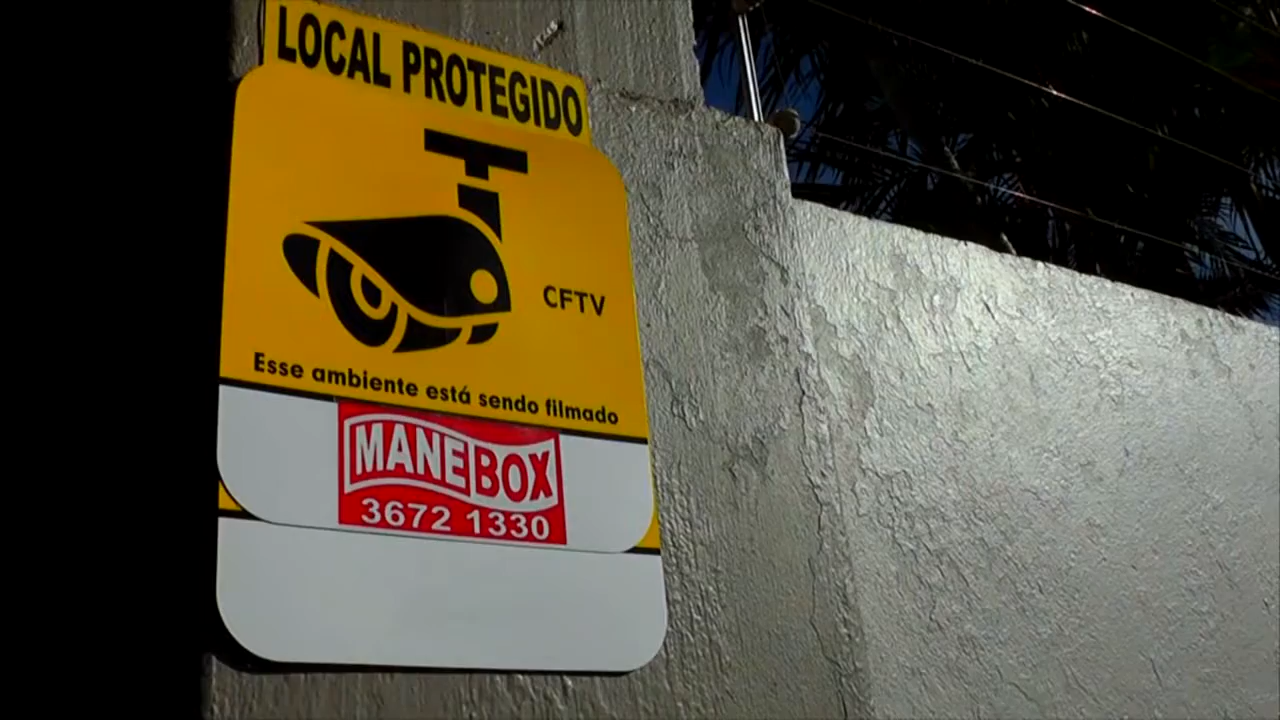 LOCAL PROTEGIDO
CFTV
Esse ambiente está sendo filmado
MANEBOX
3672 1330